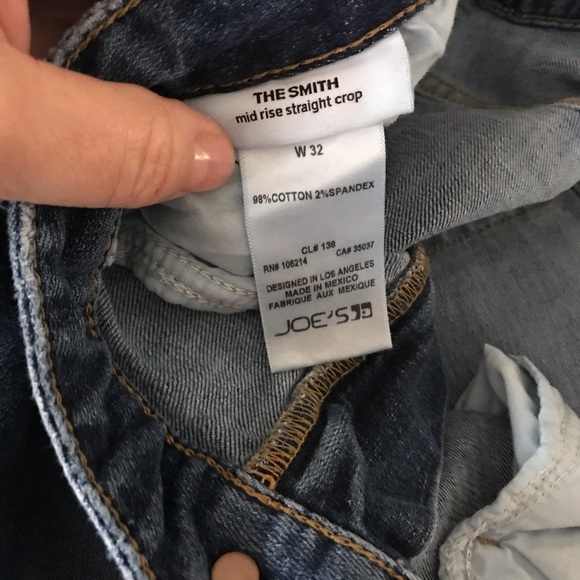 THE SMITH
mid rise straight crop
W 32
98%COTTON 2%SPANDEX
CL# 138
RN# 106214 CA# 35037
DESIGNED IN LOS ANGELES
MADE IN MEXICO
FABRIQUE AUX MEXIQUE
JOE'S